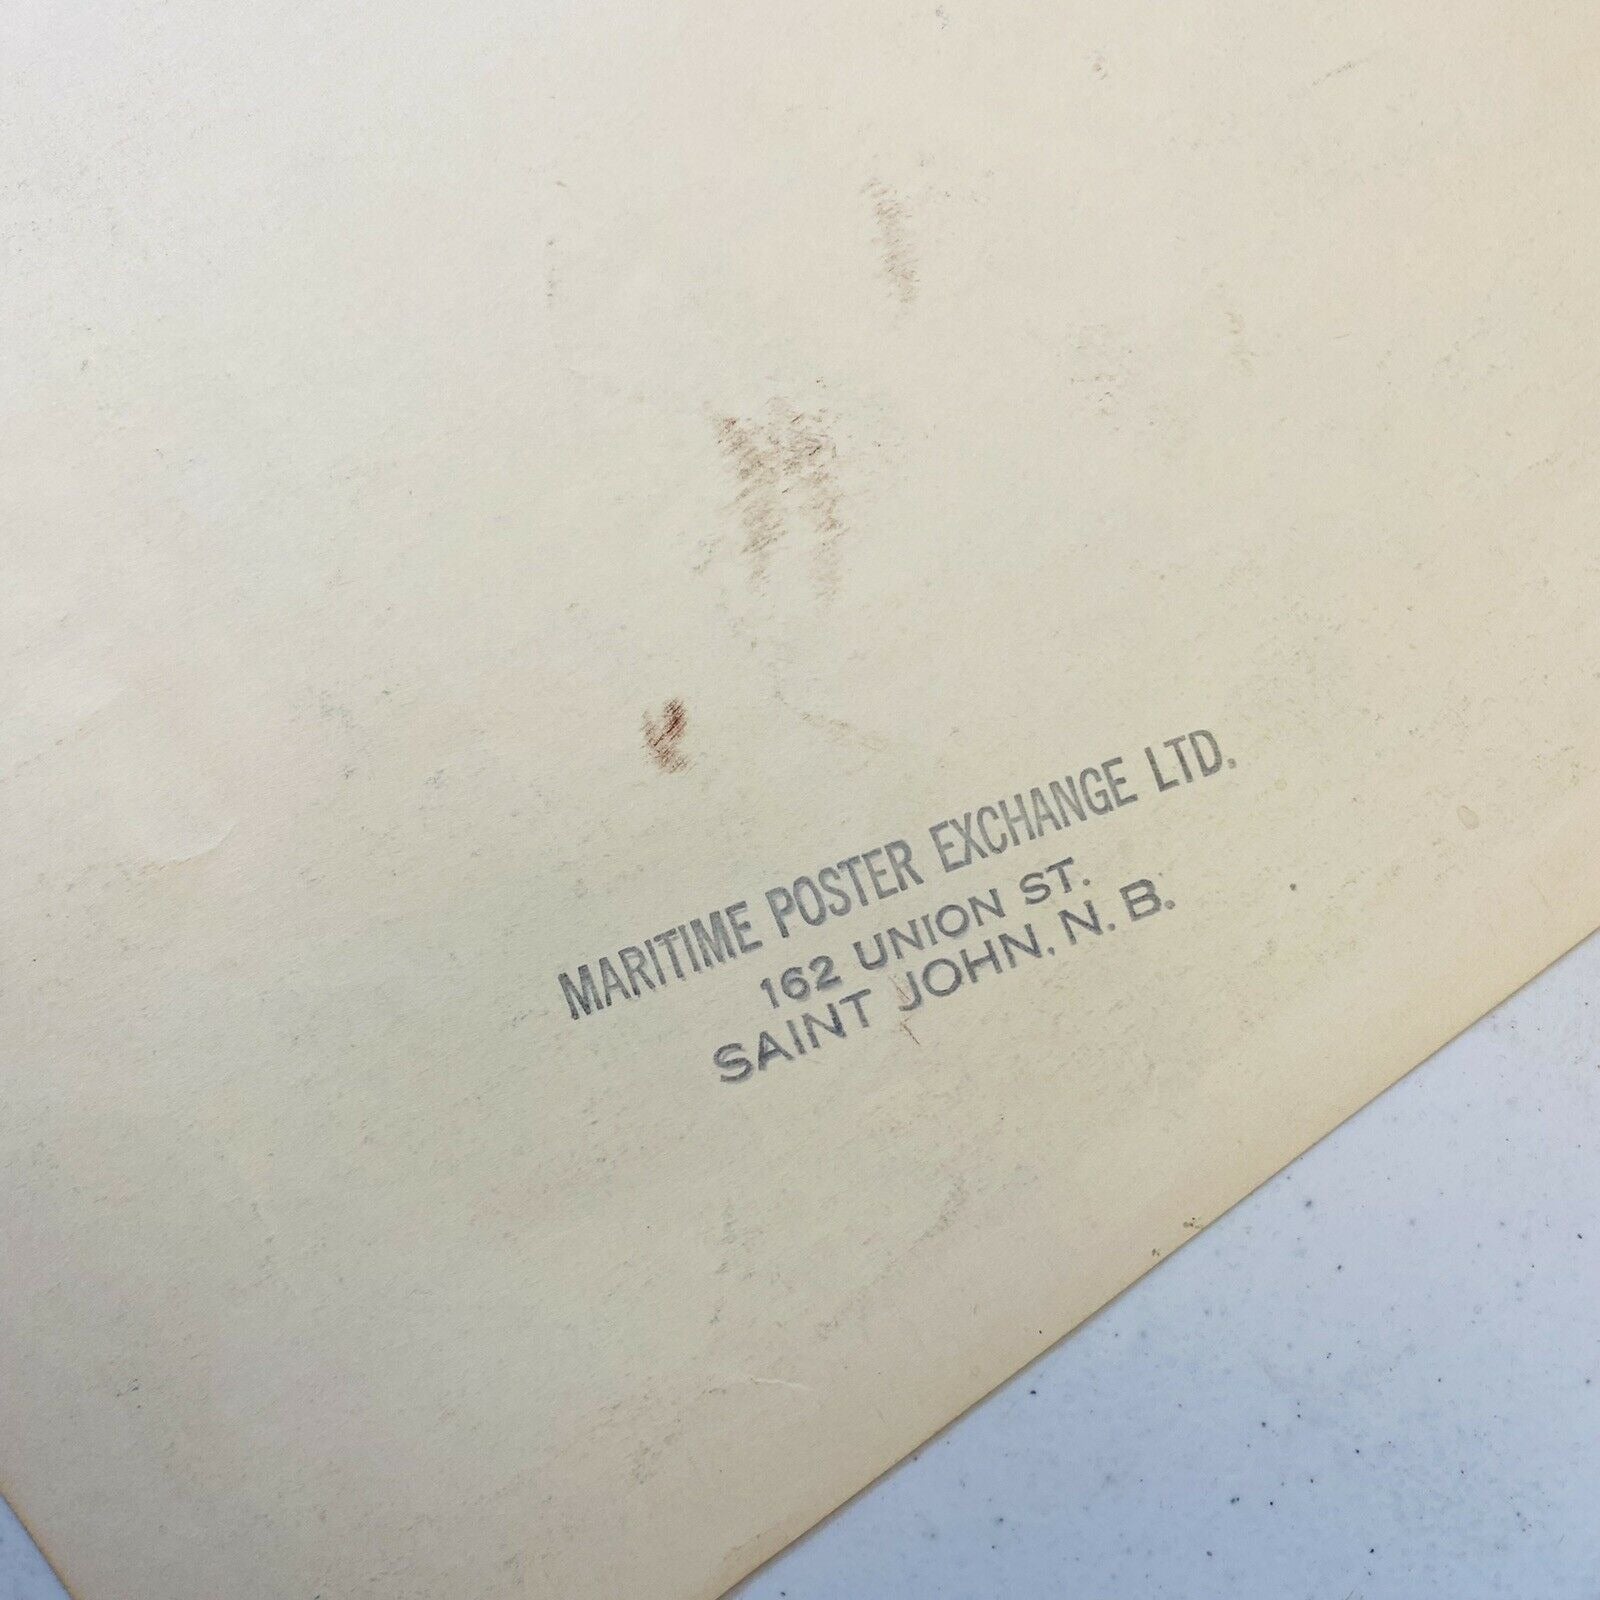 MARITIME POSTER EXCHANGE LTD.
162 UNION ST.
SAINT JOHN, N. B.